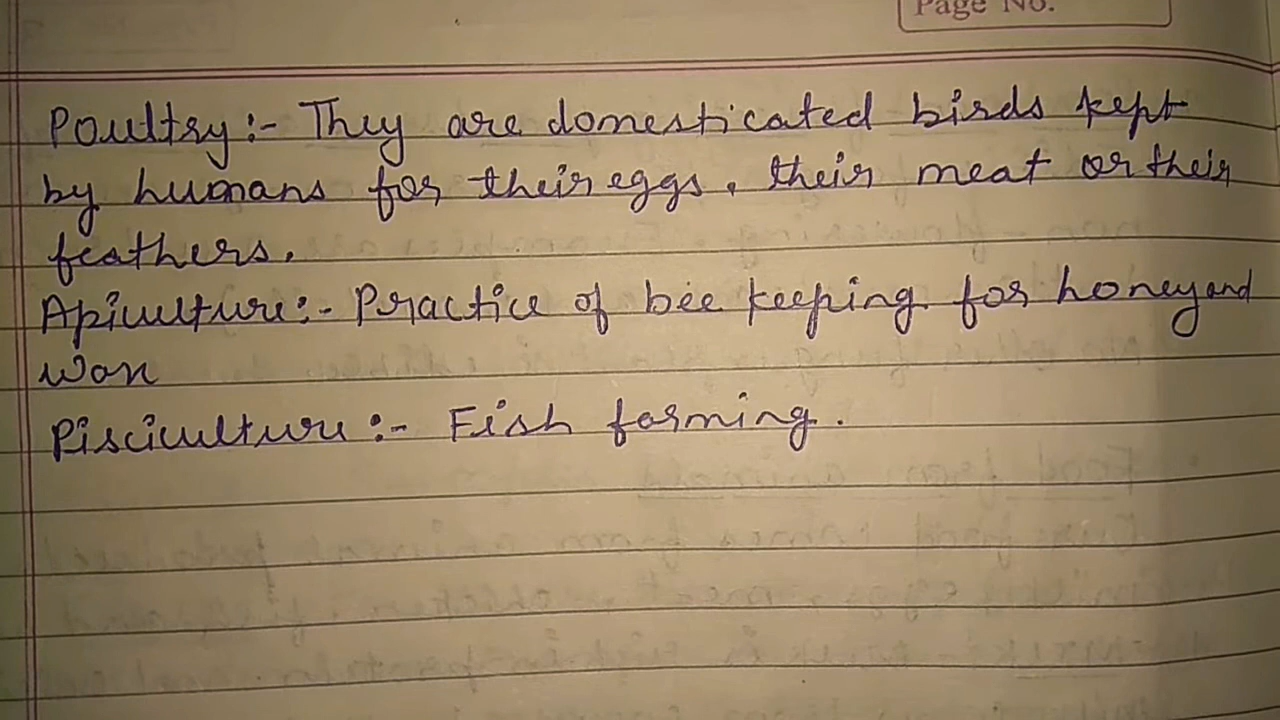 Page No.
Poultry :- They are domesticated birds kept
by humans for their eggs, their meat or their
feathers.
Apiculture :- Practice of bee keeping for honey and
wax
Pisciculture :- Fish farming.